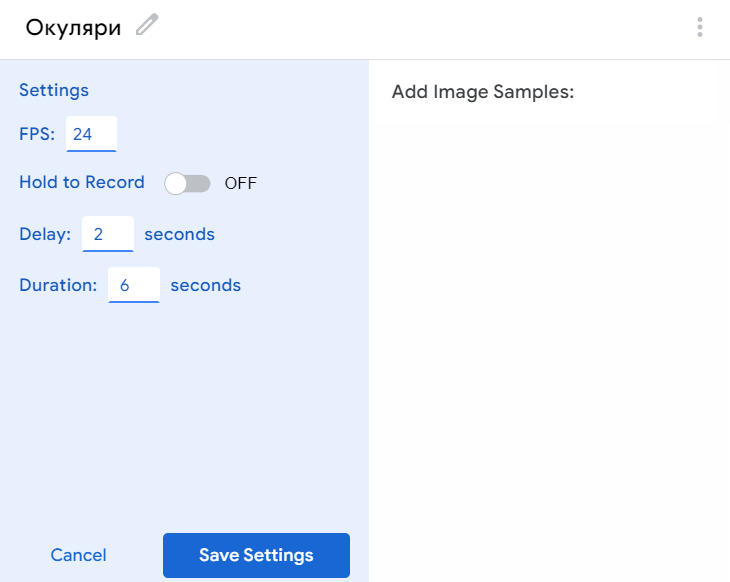 Окуляри
Settings
Add Image Samples:
FPS: 24
Hold to Record OFF
Delay: 2 seconds
Duration: 6 seconds
Cancel Save Settings